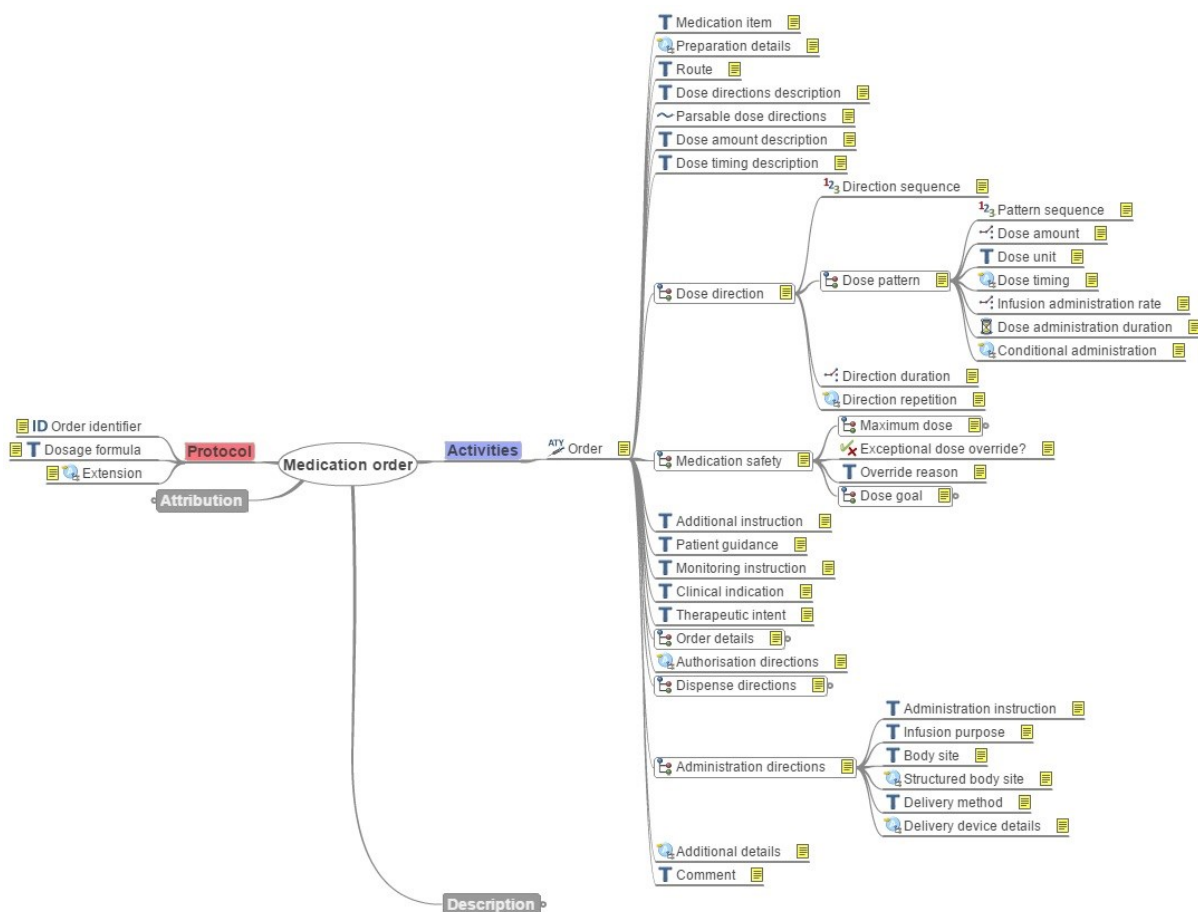 Medication item
Preparation details
Route
Dose directions description
Parsable dose directions
Dose amount description
Dose timing description
Direction sequence
Pattern sequence
Dose amount
Dose unit
Dose direction
Dose pattern
Dose timing
Infusion administration rate
Dose administration duration
Conditional administration
Direction duration
Direction repetition
ID Order identifier
Dosage formula
Extension
Protocol
Attribution
Medication order
Activities
ATY Order
Maximum dose
Medication safety
Exceptional dose override?
Override reason
Dose goal
Additional instruction
Patient guidance
Monitoring instruction
Clinical indication
Therapeutic intent
Order details
Authorisation directions
Dispense directions
Administration instruction
Infusion purpose
Body site
Administration directions
Structured body site
Delivery method
Delivery device details
Additional details
Comment
Description